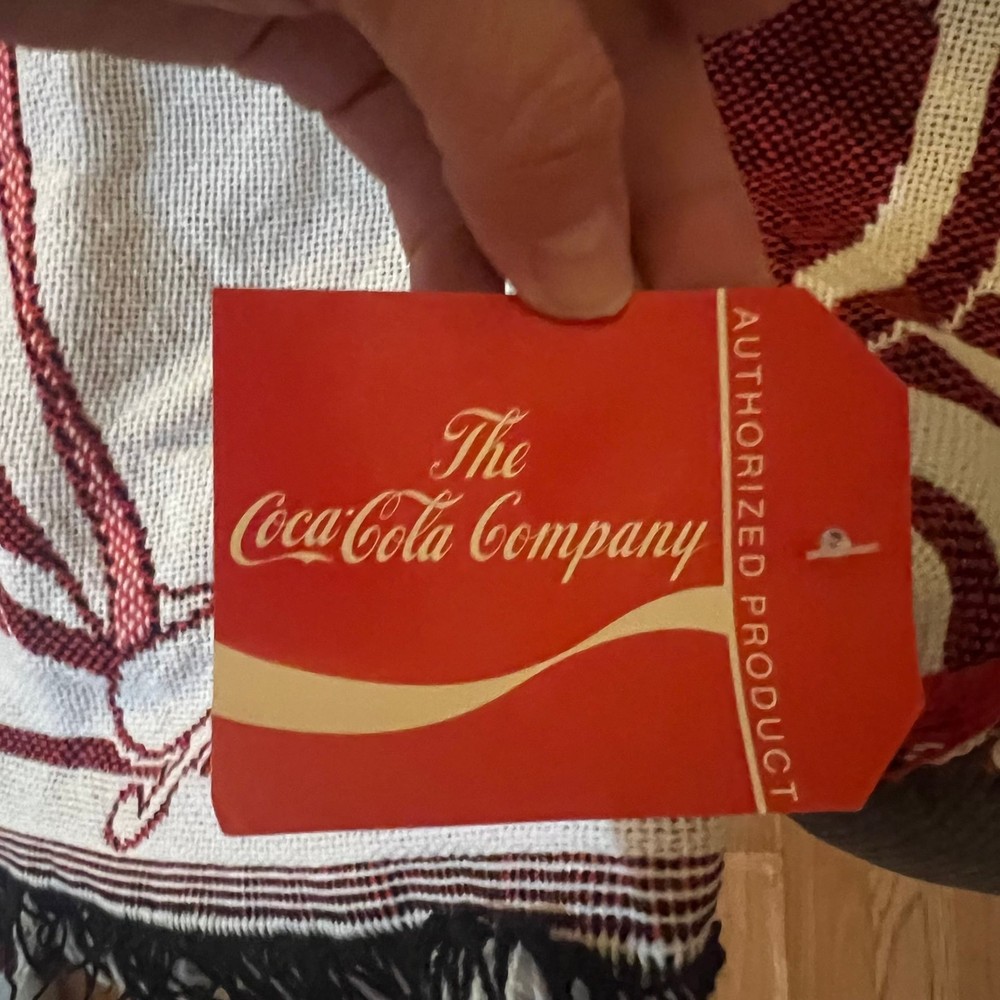 The
Coca-Cola Company
AUTHORIZED PRODUCT